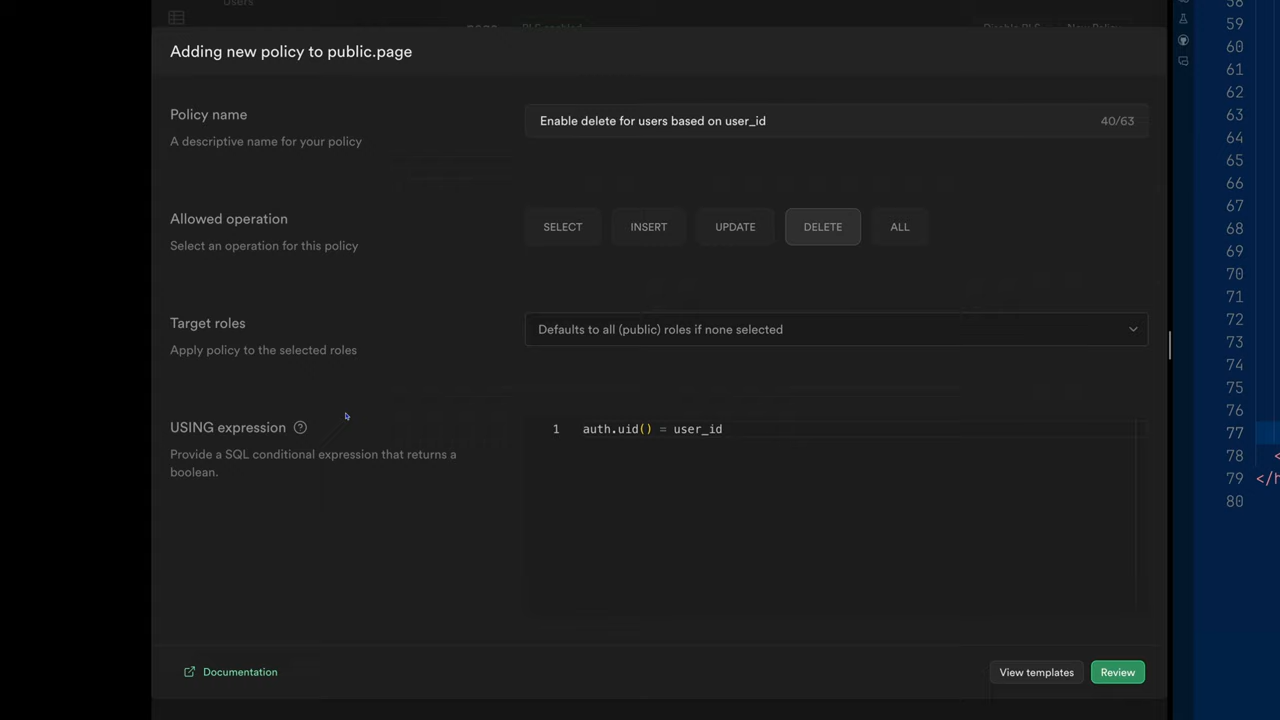 Users
Adding new policy to public.page
Policy name
A descriptive name for your policy
Enable delete for users based on user_id
40/63
Allowed operation
Select an operation for this policy
SELECT
INSERT
UPDATE
DELETE
ALL
Target roles
Apply policy to the selected roles
Defaults to all (public) roles if none selected
USING expression
Provide a SQL conditional expression that returns a
boolean.
1
auth.uid() = user_id
Documentation
View templates
Review
58
59
60
61
62
63
64
65
66
67
68
69
70
71
72
73
74
75
76
77
78 <
79 </h
80